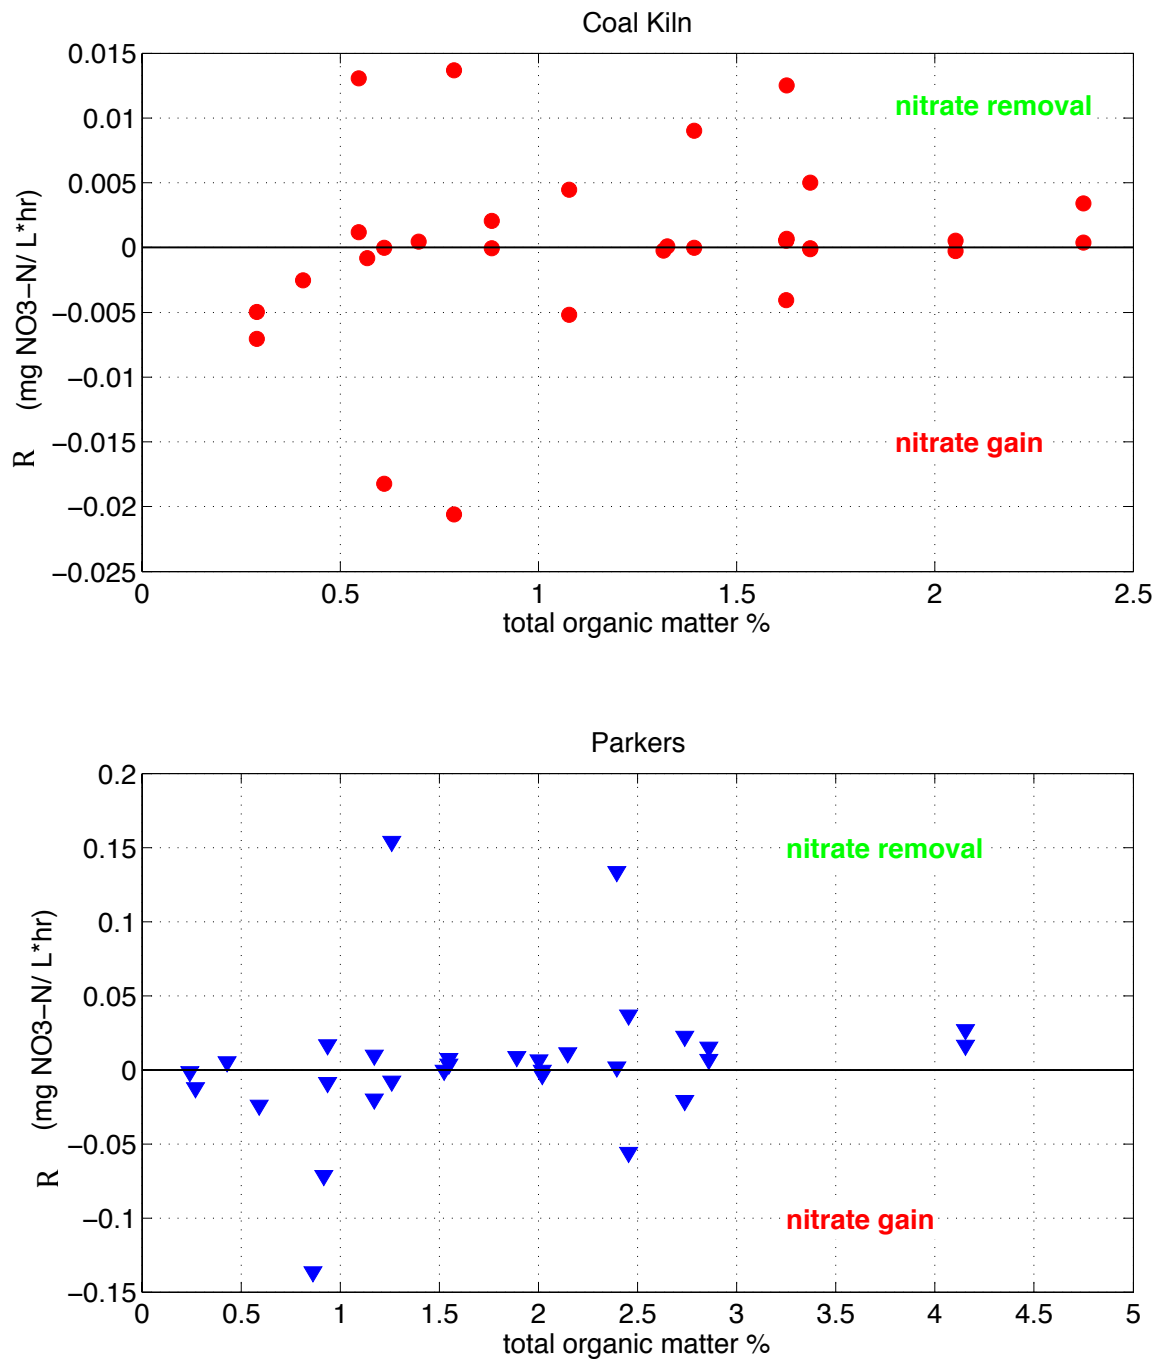 Coal Kiln
0.015
0.01
0.005
0
−0.005
−0.01
−0.015
−0.02
−0.025
R (mg NO3−N/ L*hr)
nitrate removal
nitrate gain
0 0.5 1 1.5 2 2.5
total organic matter %
Parkers
0.2
0.15
0.1
0.05
0
−0.05
−0.1
−0.15
R (mg NO3−N/ L*hr)
nitrate removal
nitrate gain
0 0.5 1 1.5 2 2.5 3 3.5 4 4.5 5
total organic matter %